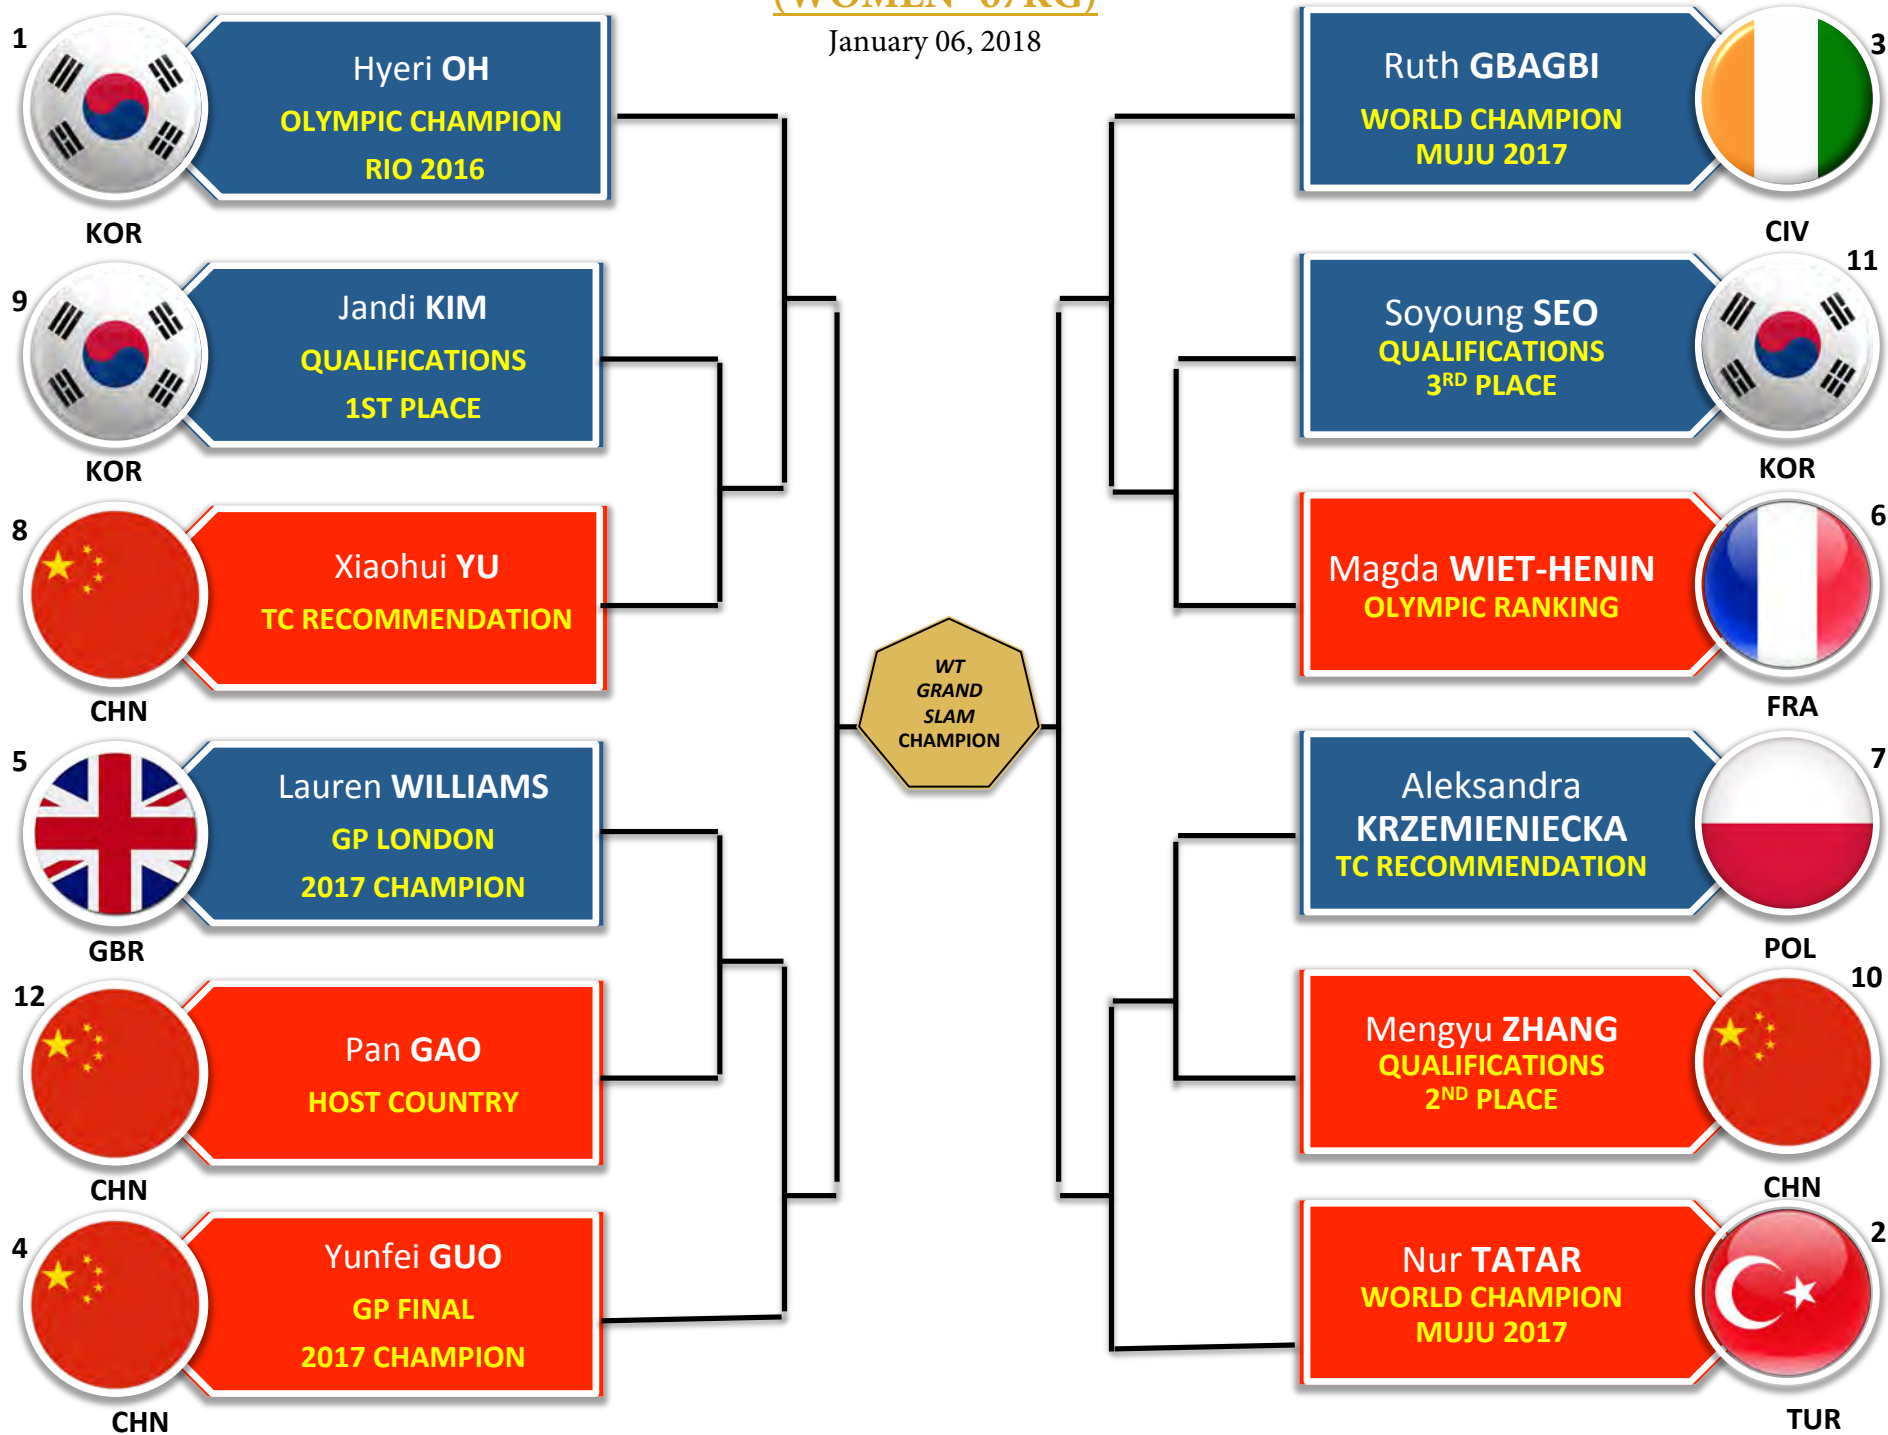 (WOMEN -67KG)
January 06, 2018
1
Hyeri OH
OLYMPIC CHAMPION
RIO 2016
KOR
9
Jandi KIM
QUALIFICATIONS
1ST PLACE
KOR
8
Xiaohui YU
TC RECOMMENDATION
CHN
5
Lauren WILLIAMS
GP LONDON
2017 CHAMPION
GBR
12
Pan GAO
HOST COUNTRY
CHN
4
Yunfei GUO
GP FINAL
2017 CHAMPION
CHN
WT
GRAND
SLAM
CHAMPION
3
Ruth GBAGBI
WORLD CHAMPION
MUJU 2017
CIV
11
Soyoung SEO
QUALIFICATIONS
3RD PLACE
KOR
6
Magda WIET-HENIN
OLYMPIC RANKING
FRA
7
Aleksandra
KRZEMIENIECKA
TC RECOMMENDATION
POL
10
Mengyu ZHANG
QUALIFICATIONS
2ND PLACE
CHN
2
Nur TATAR
WORLD CHAMPION
MUJU 2017
TUR